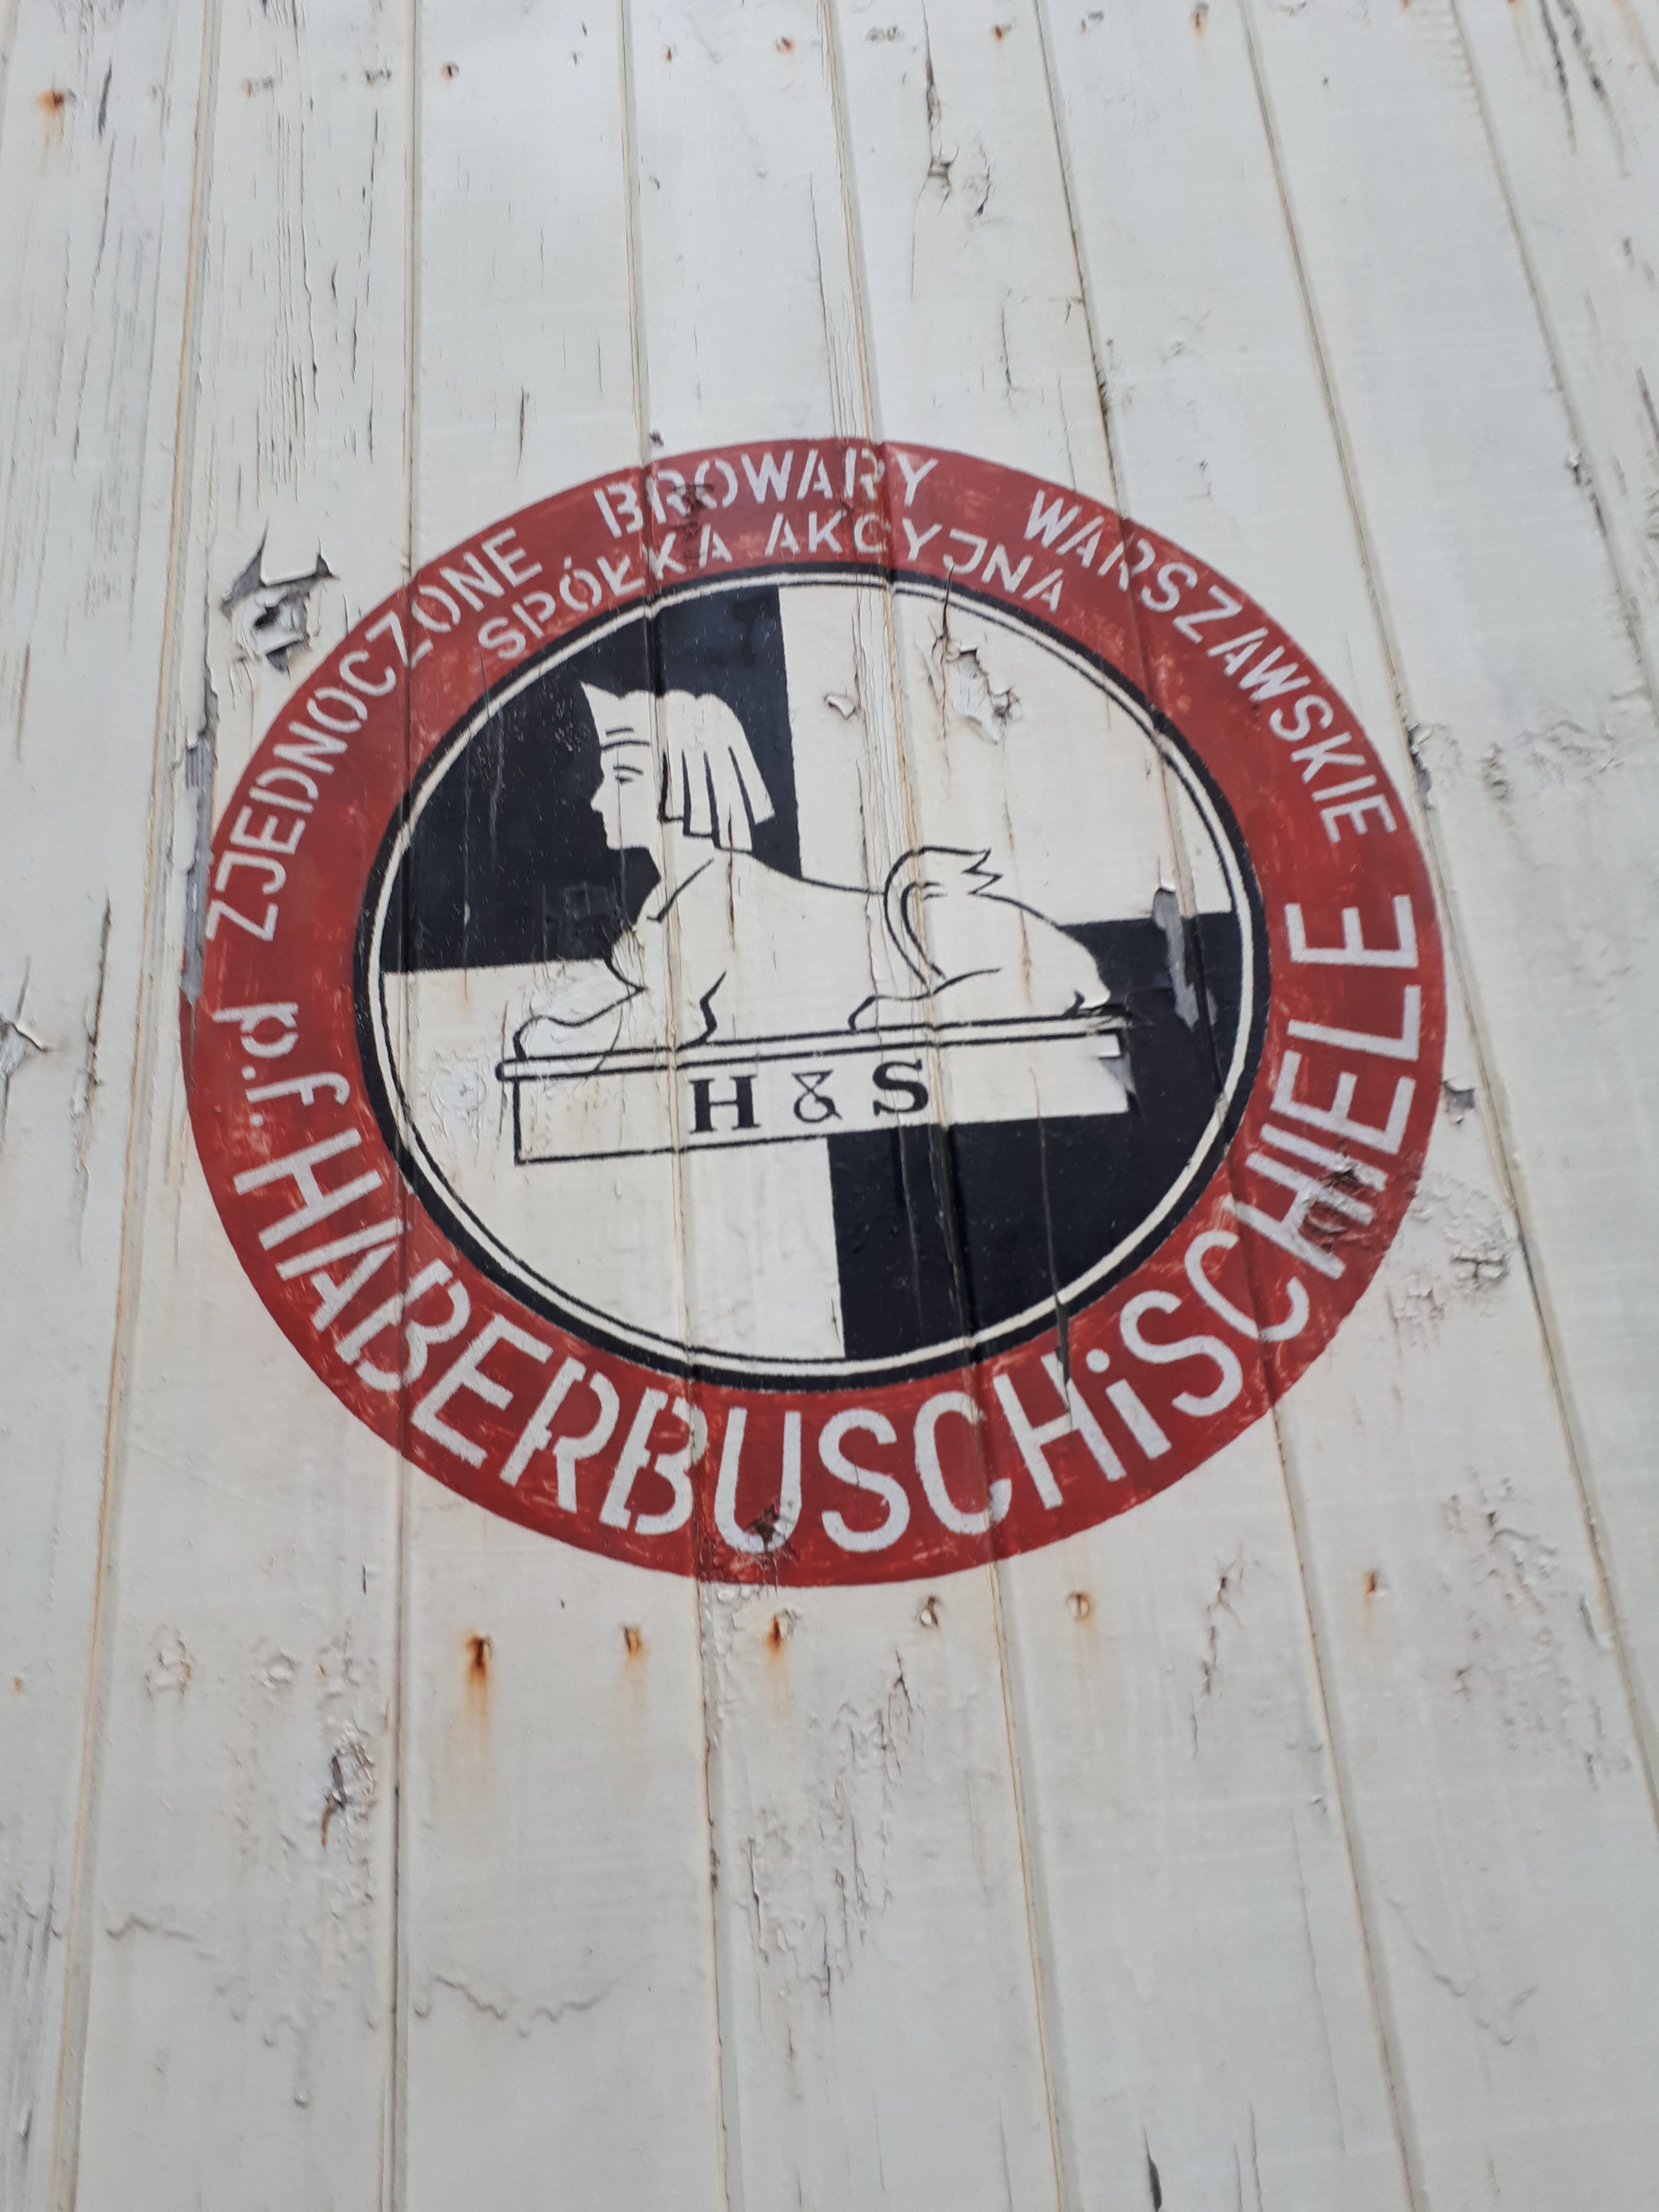 ZJEDNOCZONE BROWARY WARSZAWSKIE
SPÓŁKA AKCYJNA
p.f. HABERBUSCH i SCHIELE
H & S